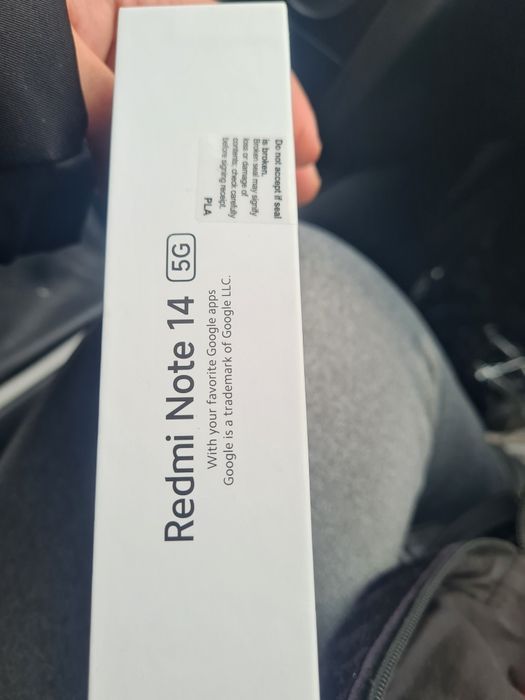 Redmi Note 14 5G
With your favorite Google apps
Google is a trademark of Google LLC.
Do not accept if seal
is broken.
Broken seal may signify
loss or damage of
contents; check carefully
before signing receipt.
PLA